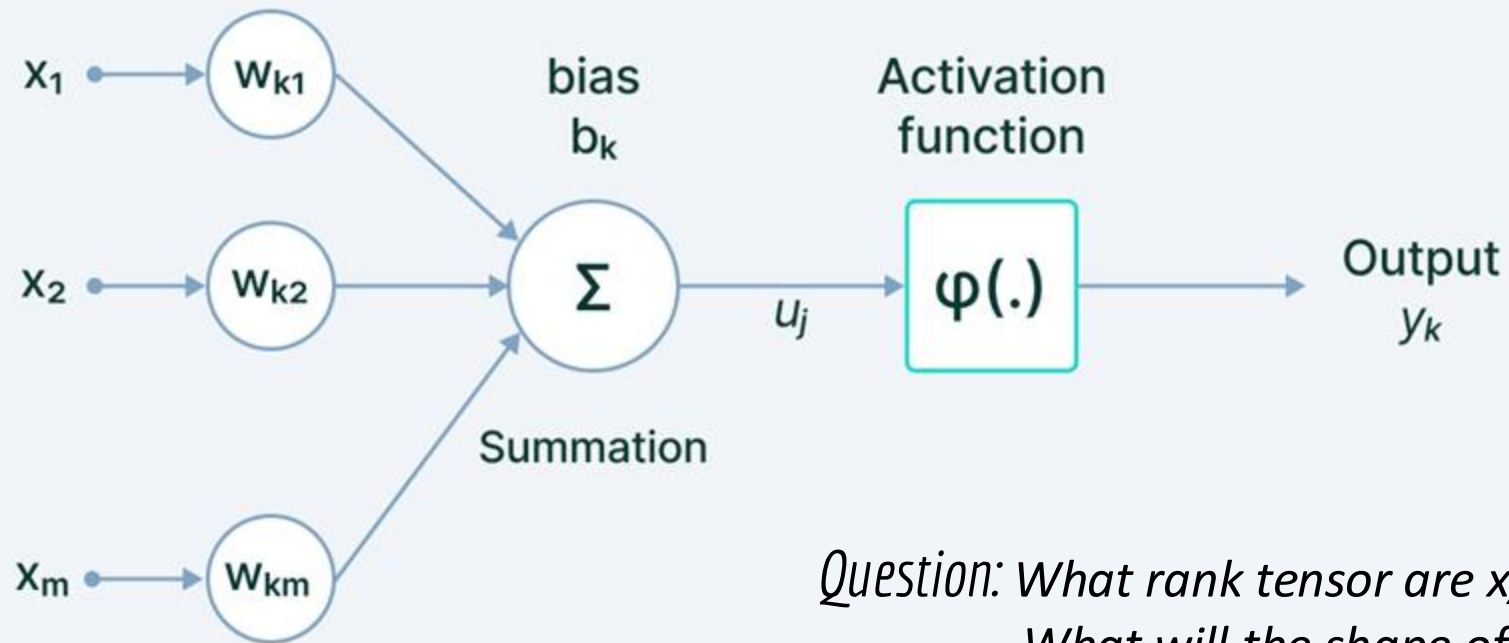 x₁
wₖ₁
bias
bₖ
Activation
function
x₂
wₖ₂
Σ
uⱼ
φ(.)
Output
yₖ
Summation
xₘ
wₖₘ
Question: What rank tensor are x,
What will the shape of